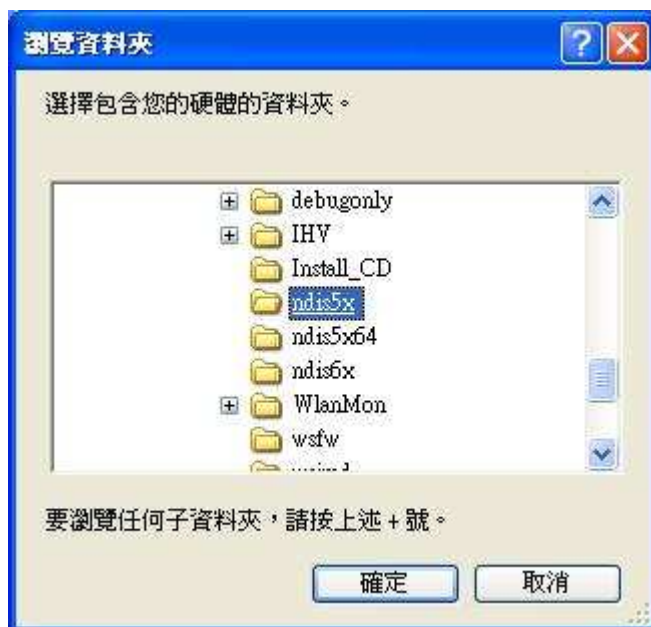 瀏覽資料夾
選擇包含您的硬體的資料夾。
debugonly
IHV
Install_CD
ndis5x
ndis5x64
ndis6x
WlanMon
wsfw
要瀏覽任何子資料夾，請按上述 + 號。
確定
取消